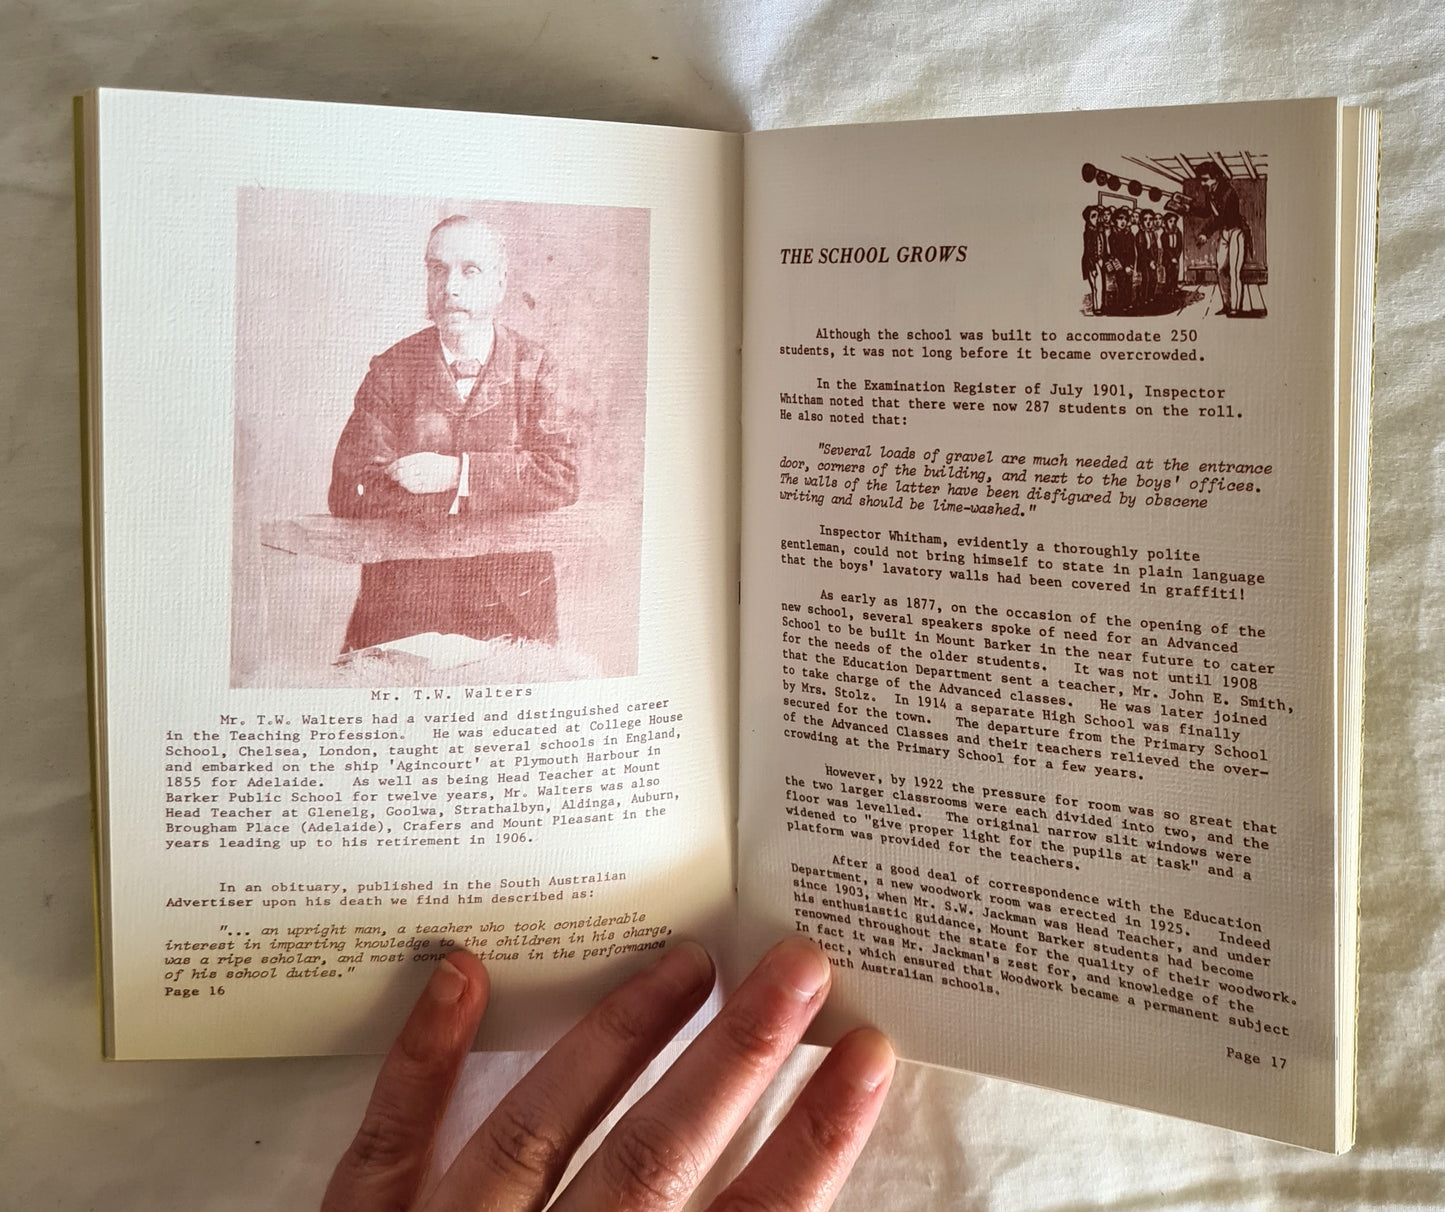 Mr. T.W. Walters
Mr. T.W. Walters had a varied and distinguished career
in the Teaching Profession. He was educated at College House
School, Chelsea, London, taught at several schools in England,
and embarked on the ship 'Agincourt' at Plymouth Harbour in
1855 for Adelaide. As well as being Head Teacher at Mount
Barker Public School for twelve years, Mr. Walters was also
Head Teacher at Glenelg, Goolwa, Strathalbyn, Aldinga, Auburn,
Brougham Place (Adelaide), Crafers and Mount Pleasant in the
years leading up to his retirement in 1906.
In an obituary, published in the South Australian
Advertiser upon his death we find him described as:
"... an upright man, a teacher who took considerable
interest in imparting knowledge to the children in his charge,
was a ripe scholar, and most in the performance
of his school duties."
Page 16
THE SCHOOL GROWS
Although the school was built to accommodate 250
students, it was not long before it became overcrowded.
In the Examination Register of July 1901, Inspector
Whitham noted that there were now 287 students on the roll.
He also noted that:
"Several loads of gravel are much needed at the entrance
door, corners of the building, and next to the boys' offices.
The walls of the latter have been disfigured by obscene
writing and should be lime-washed."
Inspector Whitham, evidently a thoroughly polite
gentleman, could not bring himself to state in plain language
that the boys' lavatory walls had been covered in graffiti!
As early as 1877, on the occasion of the opening of the
new school, several speakers spoke of need for an Advanced
School to be built in Mount Barker in the near future to cater
for the needs of the older students. It was not until 1908
that the Education Department sent a teacher, Mr. John E. Smith,
to take charge of the Advanced classes. He was later joined
by Mrs. Stolz. In 1914 a separate High School was finally
secured for the town. The departure from the Primary School
of the Advanced Classes and their teachers relieved the over-
crowding at the Primary School for a few years.
However, by 1922 the pressure for room was so great that
the two larger classrooms were each divided into two, and the
floor was levelled. The original narrow slit windows were
widened to "give proper light for the pupils at task" and a
platform was provided for the teachers.
After a good deal of correspondence with the Education
Department, a new woodwork room was erected in 1925. Indeed
since 1903, when Mr. S.W. Jackman was Head Teacher, and under
his enthusiastic guidance, Mount Barker students had become
renowned throughout the state for the quality of their woodwork.
In fact it was Mr. Jackman's zest for, and knowledge of the
which ensured that Woodwork became a permanent subject
Australian schools.
Page 17